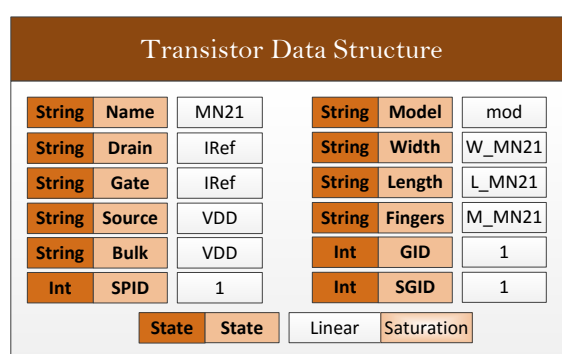 Transistor Data Structure
String Name MN21 String Model mod
String Drain IRef String Width W_MN21
String Gate IRef String Length L_MN21
String Source VDD String Fingers M_MN21
String Bulk VDD Int GID 1
Int SPID 1 Int SGID 1
State State Linear Saturation